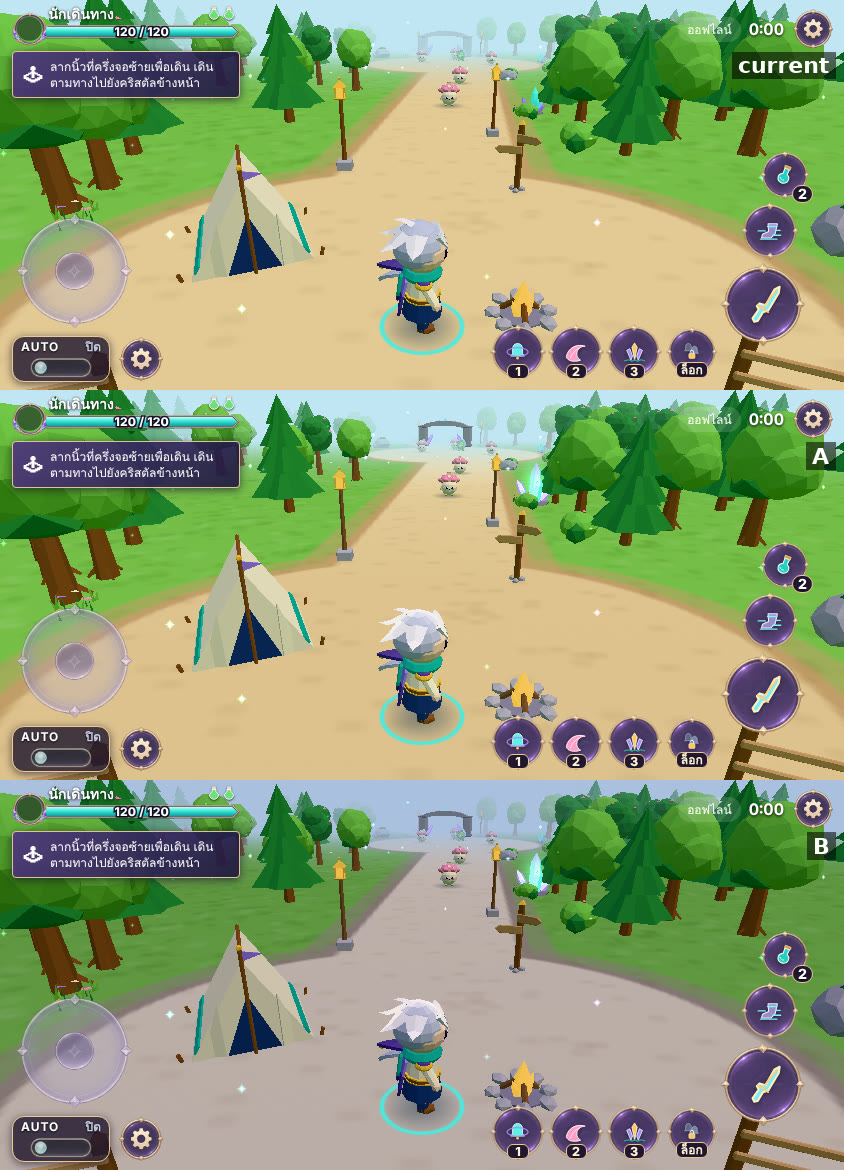 นักเดินทาง
120 / 120
ออฟไลน์ 0:00
current
ลากนิ้วที่ครึ่งจอซ้ายเพื่อเดิน เดิน
ตามทางไปยังคริสตัลข้างหน้า
2
AUTO ปิด
1 2 3 ล็อก
นักเดินทาง
120 / 120
ออฟไลน์ 0:00
A
ลากนิ้วที่ครึ่งจอซ้ายเพื่อเดิน เดิน
ตามทางไปยังคริสตัลข้างหน้า
2
AUTO ปิด
1 2 3 ล็อก
นักเดินทาง
120 / 120
ออฟไลน์ 0:00
B
ลากนิ้วที่ครึ่งจอซ้ายเพื่อเดิน เดิน
ตามทางไปยังคริสตัลข้างหน้า
2
AUTO ปิด
1 2 3 ล็อก